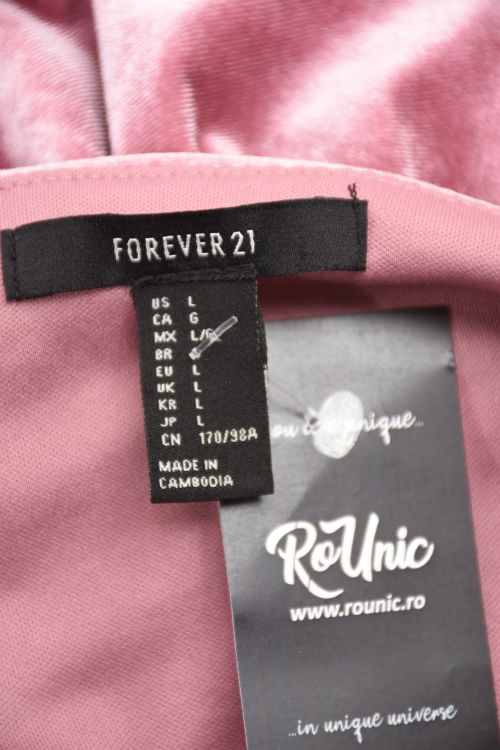 FOREVER 21
US L
CA G
MX L/G
BR
EU L
UK L
KR L
JP L
CN 170/98A
MADE IN
CAMBODIA
RoUnic
www.rounic.ro
...in unique universe